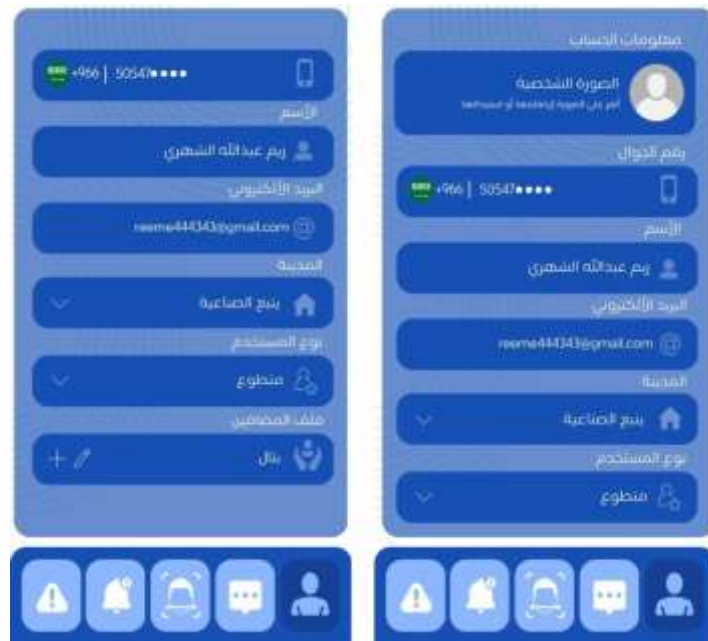 معلومات الحساب
الصورة الشخصية
رقم الجوال
+966 | 50547••••
الأسم
ريم عبدالله الشهري
البريد الألكتروني
reeme444343@gmail.com
المدينة
ينبع الصناعية
نوع المستخدم
متطوع
+966 | 50547••••
الأسم
ريم عبدالله الشهري
البريد الألكتروني
reeme444343@gmail.com
المدينة
ينبع الصناعية
نوع المستخدم
متطوع
ملف